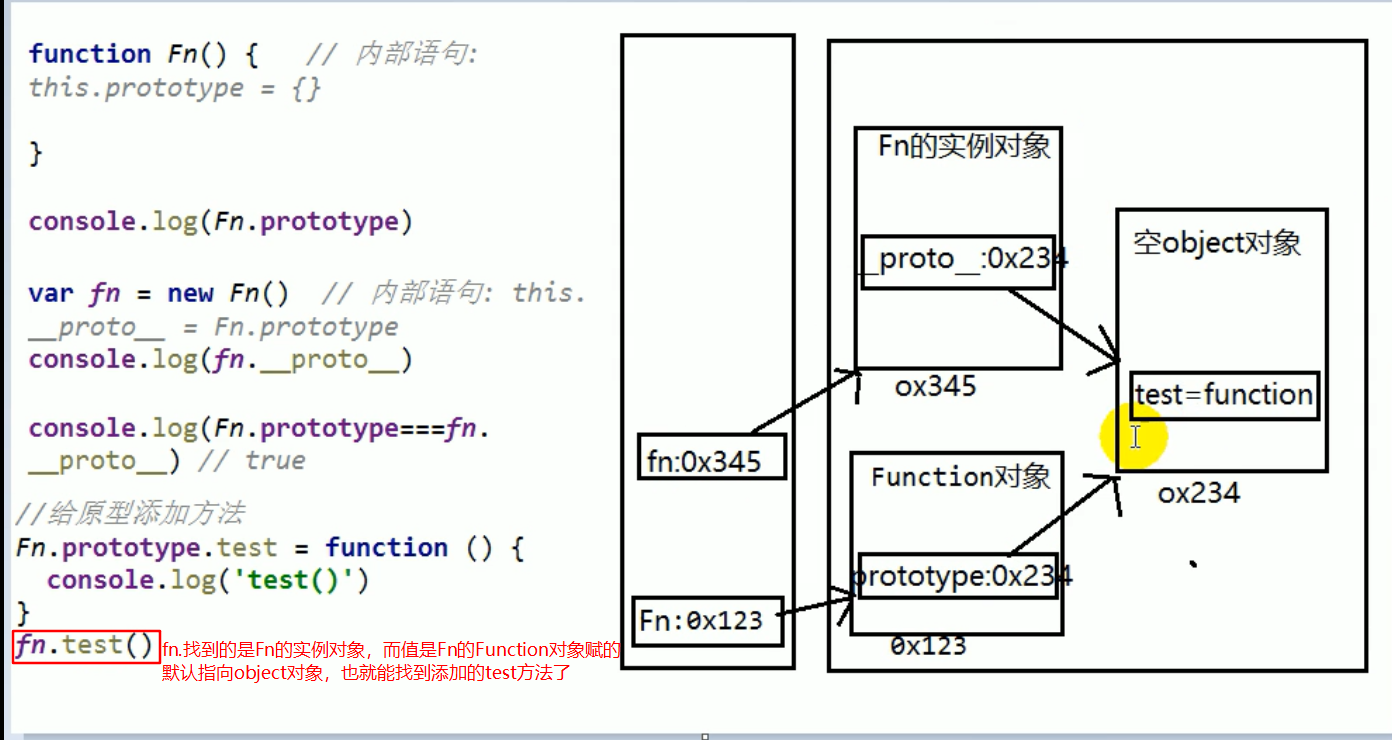 function Fn() {   // 内部语句:
this.prototype = {}
}
console.log(Fn.prototype)
var fn = new Fn()  // 内部语句: this.
__proto__ = Fn.prototype
console.log(fn.__proto__)
console.log(Fn.prototype===fn.
__proto__) // true
//给原型添加方法
Fn.prototype.test = function () {
  console.log('test()')
}
fn.test()
fn.找到的是Fn的实例对象，而值是Fn的Function对象赋的
默认指向object对象，也就能找到添加的test方法了
fn:0x345
Fn:0x123
Fn的实例对象
__proto__:0x234
ox345
Function对象
prototype:0x234
0x123
空object对象
test=function
ox234